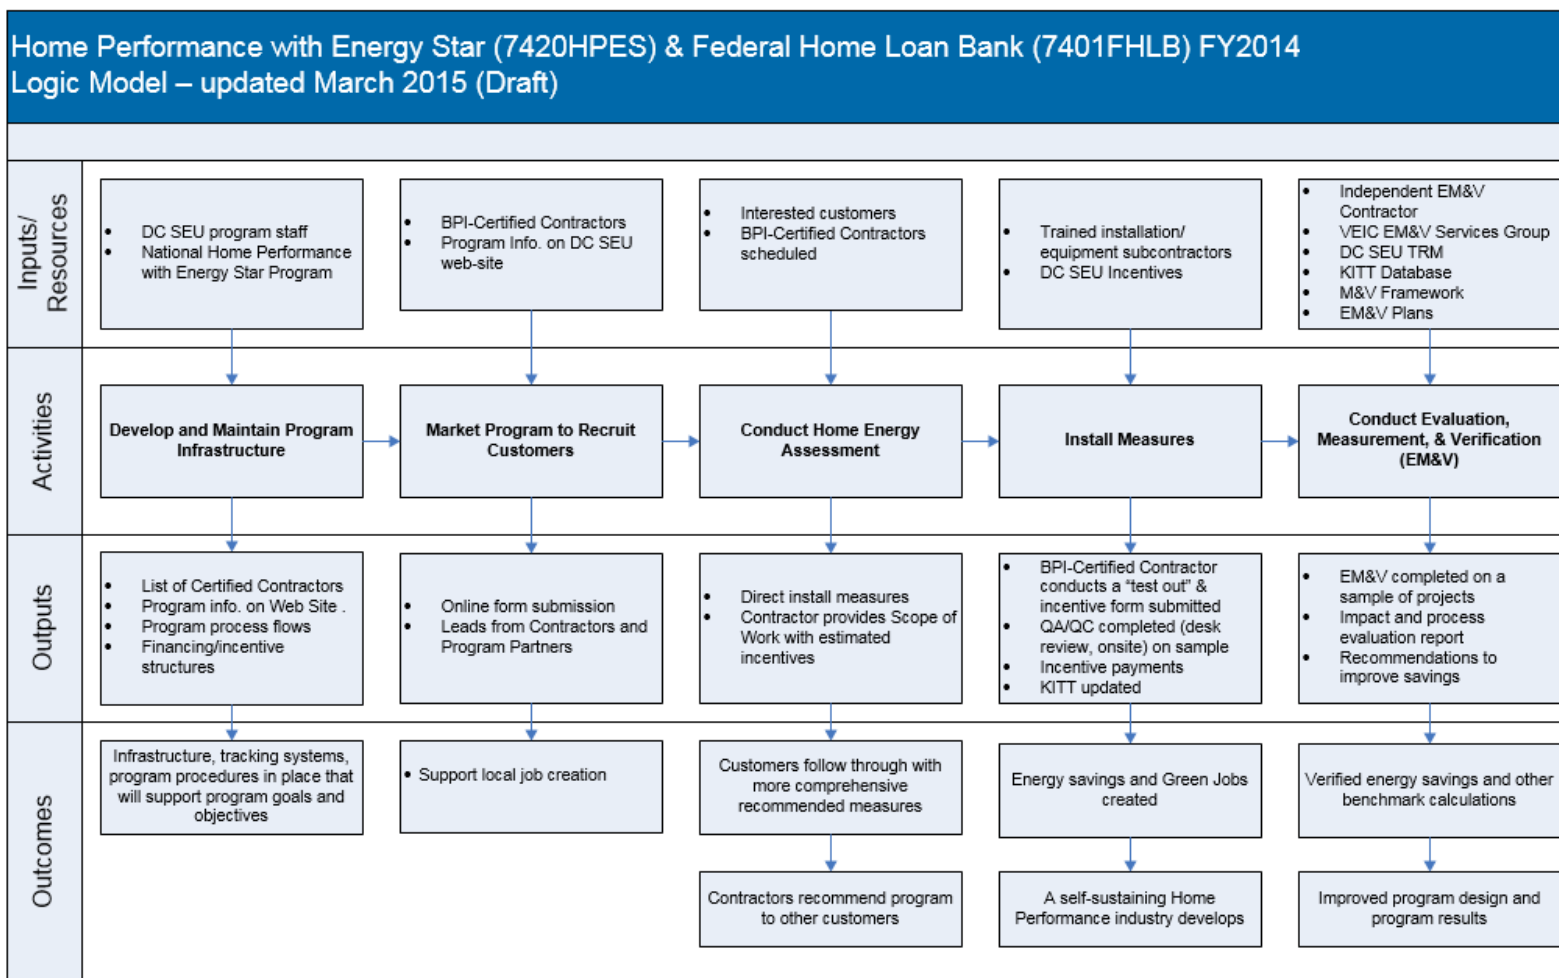 Home Performance with Energy Star (7420HPES) & Federal Home Loan Bank (7401FHLB) FY2014
Logic Model – updated March 2015 (Draft)
Inputs/
Resources
• DC SEU program staff
• National Home Performance
with Energy Star Program
• BPI-Certified Contractors
• Program Info. on DC SEU
web-site
• Interested customers
• BPI-Certified Contractors
scheduled
• Trained installation/
equipment subcontractors
• DC SEU Incentives
• Independent EM&V
Contractor
• VEIC EM&V Services Group
• DC SEU TRM
• KITT Database
• M&V Framework
• EM&V Plans
Activities
Develop and Maintain Program
Infrastructure
Market Program to Recruit
Customers
Conduct Home Energy
Assessment
Install Measures
Conduct Evaluation,
Measurement, & Verification
(EM&V)
Outputs
• List of Certified Contractors
• Program info. on Web Site .
• Program process flows
• Financing/incentive
structures
• Online form submission
• Leads from Contractors and
Program Partners
• Direct install measures
• Contractor provides Scope of
Work with estimated
incentives
• BPI-Certified Contractor
conducts a “test out” &
incentive form submitted
• QA/QC completed (desk
review, onsite) on sample
• Incentive payments
• KITT updated
• EM&V completed on a
sample of projects
• Impact and process
evaluation report
• Recommendations to
improve savings
Outcomes
Infrastructure, tracking systems,
program procedures in place that
will support program goals and
objectives
• Support local job creation
Customers follow through with
more comprehensive
recommended measures
Energy savings and Green Jobs
created
Verified energy savings and other
benchmark calculations
Contractors recommend program
to other customers
A self-sustaining Home
Performance industry develops
Improved program design and
program results